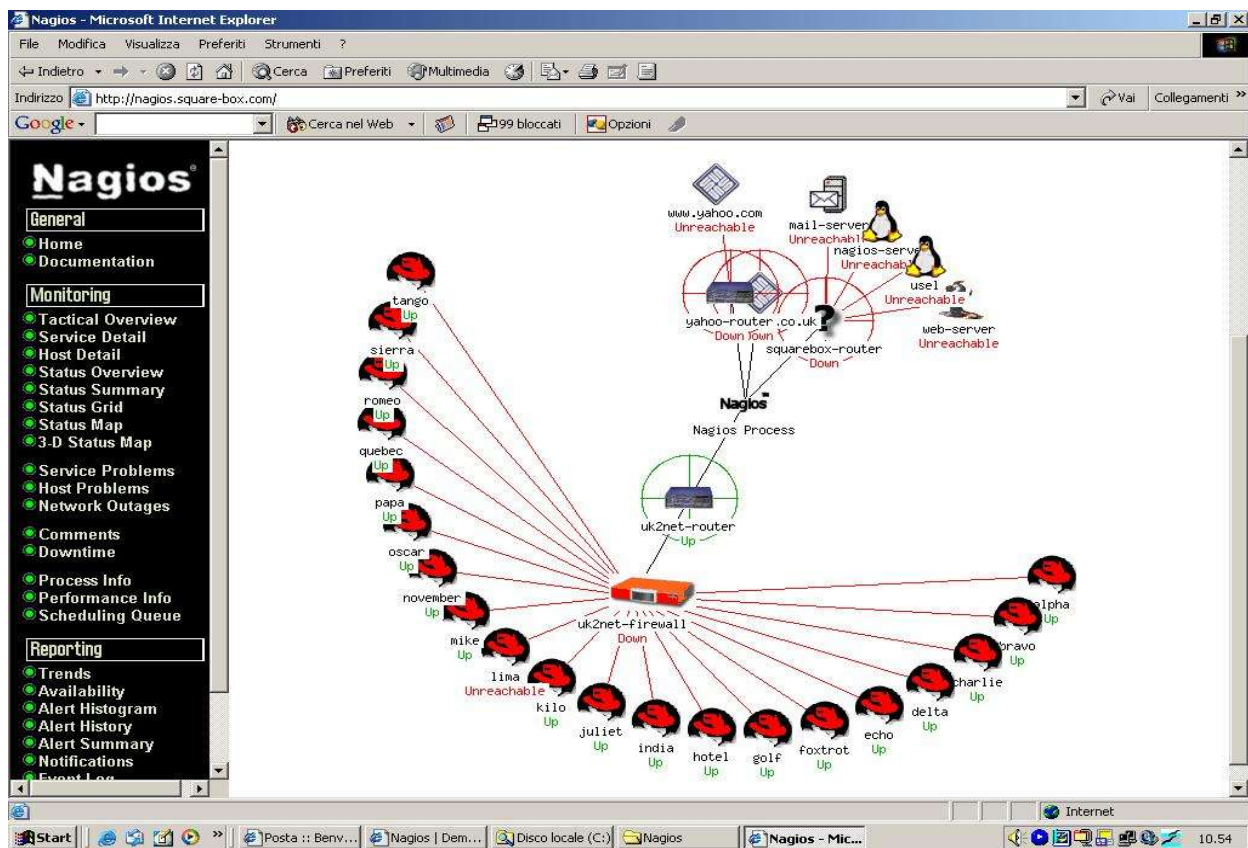 Nagios - Microsoft Internet Explorer
File Modifica Visualizza Preferiti Strumenti ?
Indietro Cerca Preferiti Multimedia
Indirizzo http://nagios.square-box.com/ Vai Collegamenti »
Google Cerca nel Web 99 bloccati Opzioni
Nagios
General
Home
Documentation
Monitoring
Tactical Overview
Service Detail
Host Detail
Status Overview
Status Summary
Status Grid
Status Map
3-D Status Map
Service Problems
Host Problems
Network Outages
Comments
Downtime
Process Info
Performance Info
Scheduling Queue
Reporting
Trends
Availability
Alert Histogram
Alert History
Alert Summary
Notifications
Event Log
www.yahoo.com
Unreachable
mail-server
Unreachable
nagios-serve
Unreachable
usel
Unreachable
web-server
Unreachable
yahoo-router
Down
.co.uk
Down
?
squarebox-router
Down
Nagios
Nagios Process
uk2net-router
Up
uk2net-firewall
Down
tango
Up
sierra
Up
romeo
Up
quebec
Up
papa
Up
oscar
Up
november
Up
mike
Up
lima
Unreachable
kilo
Up
juliet
Up
india
Up
hotel
Up
golf
Up
foxtrot
Up
echo
Up
delta
Up
charlie
Up
bravo
Up
alpha
Up
Internet
Start » Posta :: Benv... Nagios | Dem... Disco locale (C:) Nagios Nagios - Mic... 10.54